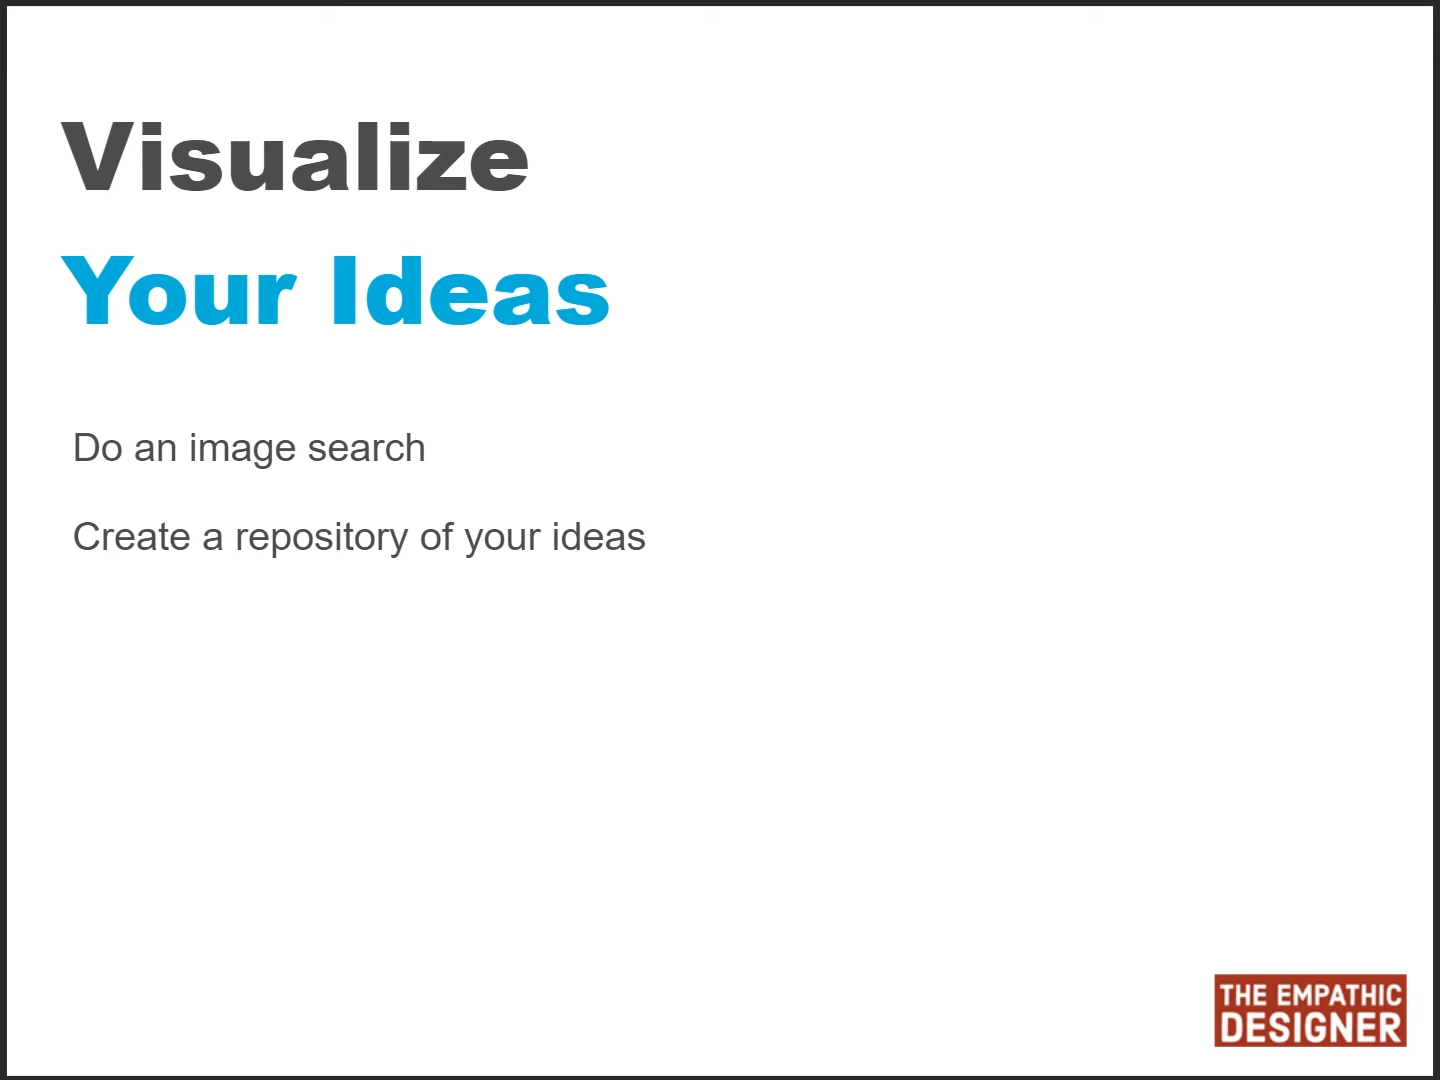 Visualize
Your Ideas
Do an image search
Create a repository of your ideas
THE EMPATHIC
DESIGNER